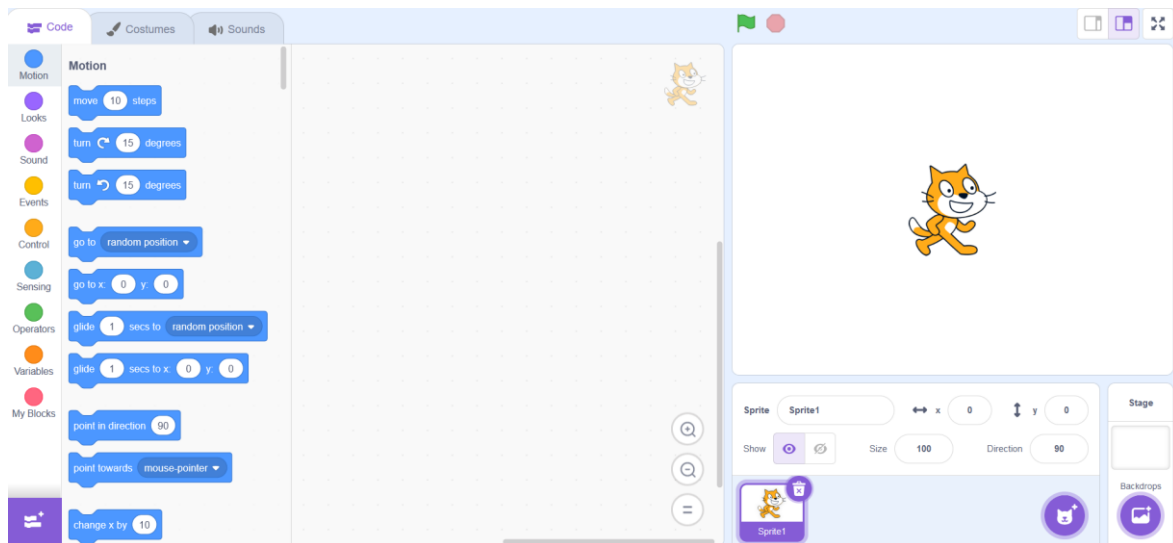 Code
Costumes
Sounds
Motion
Looks
Sound
Events
Control
Sensing
Operators
Variables
My Blocks
Motion
move 10 steps
turn 15 degrees
turn 15 degrees
go to random position
go to x: 0 y: 0
glide 1 secs to random position
glide 1 secs to x: 0 y: 0
point in direction 90
point towards mouse-pointer
change x by 10
Sprite Sprite1 x 0 y 0
Show Size 100 Direction 90
Sprite1
Stage
Backdrops